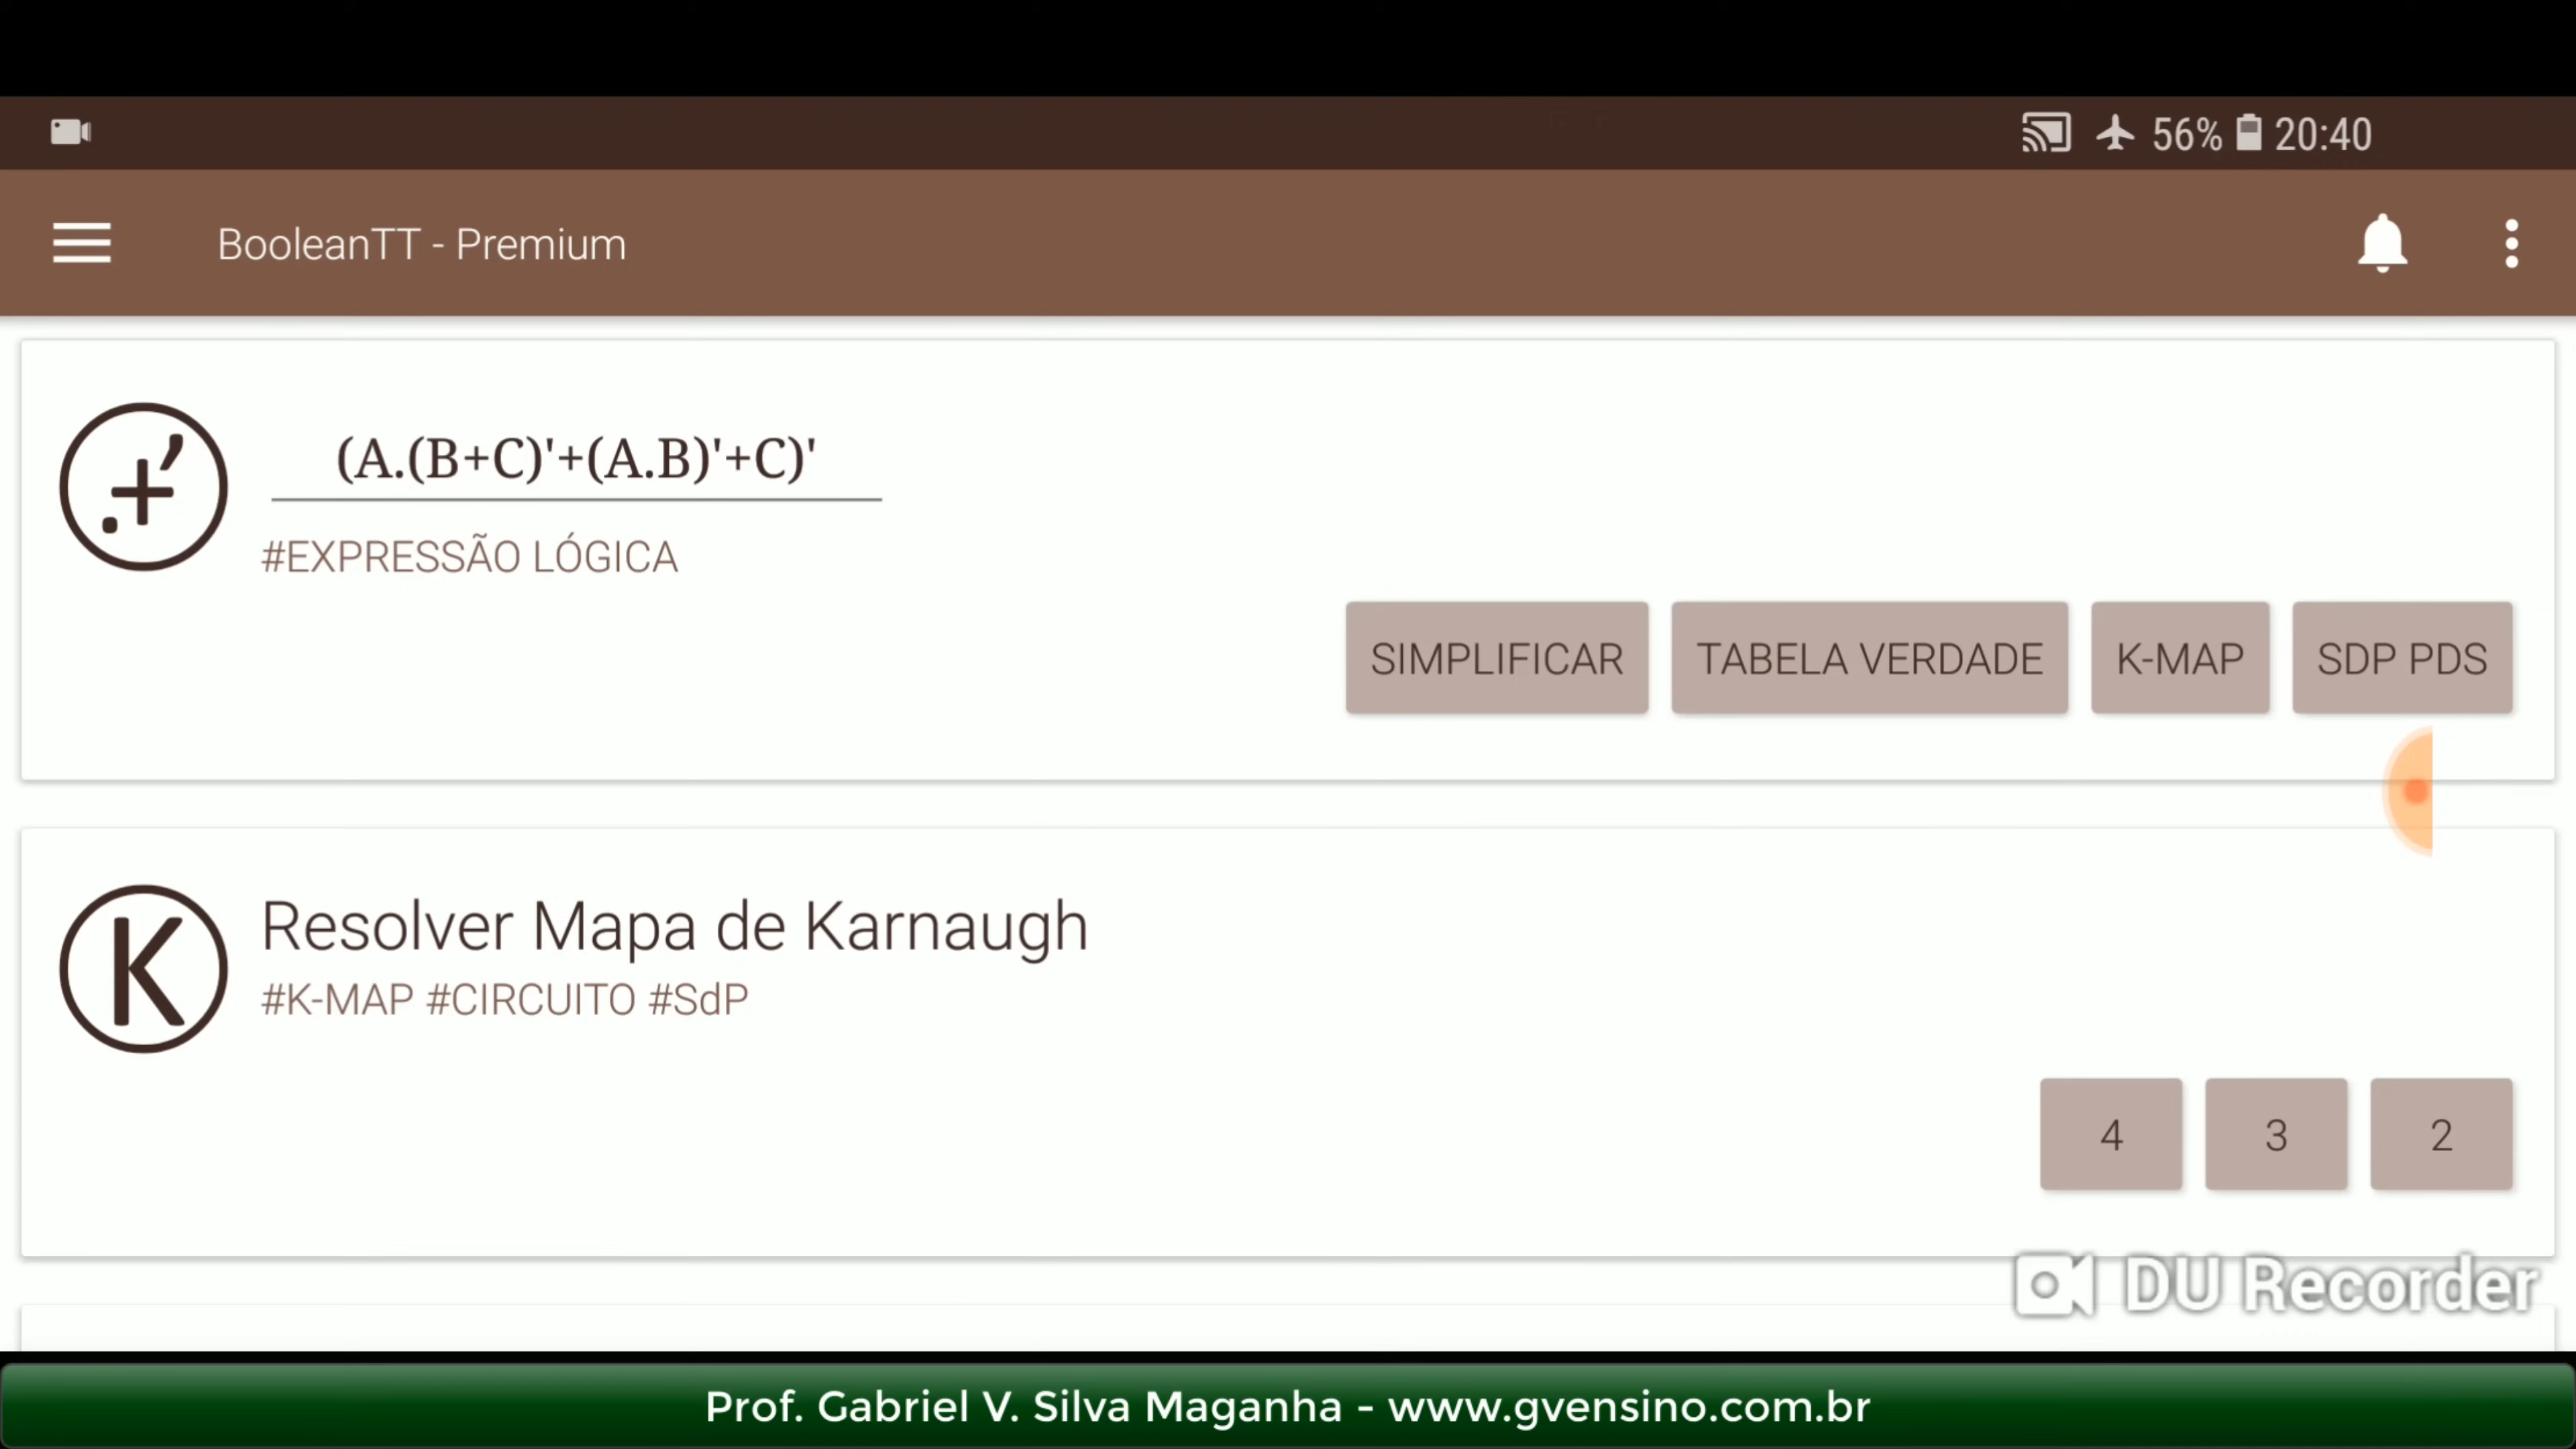 56% 20:40
BooleanTT - Premium
.+'
(A.(B+C)'+(A.B)'+C)'
#EXPRESSÃO LÓGICA
SIMPLIFICAR TABELA VERDADE K-MAP SDP PDS
K
Resolver Mapa de Karnaugh
#K-MAP #CIRCUITO #SdP
4 3 2
DU Recorder
Prof. Gabriel V. Silva Maganha - www.gvensino.com.br